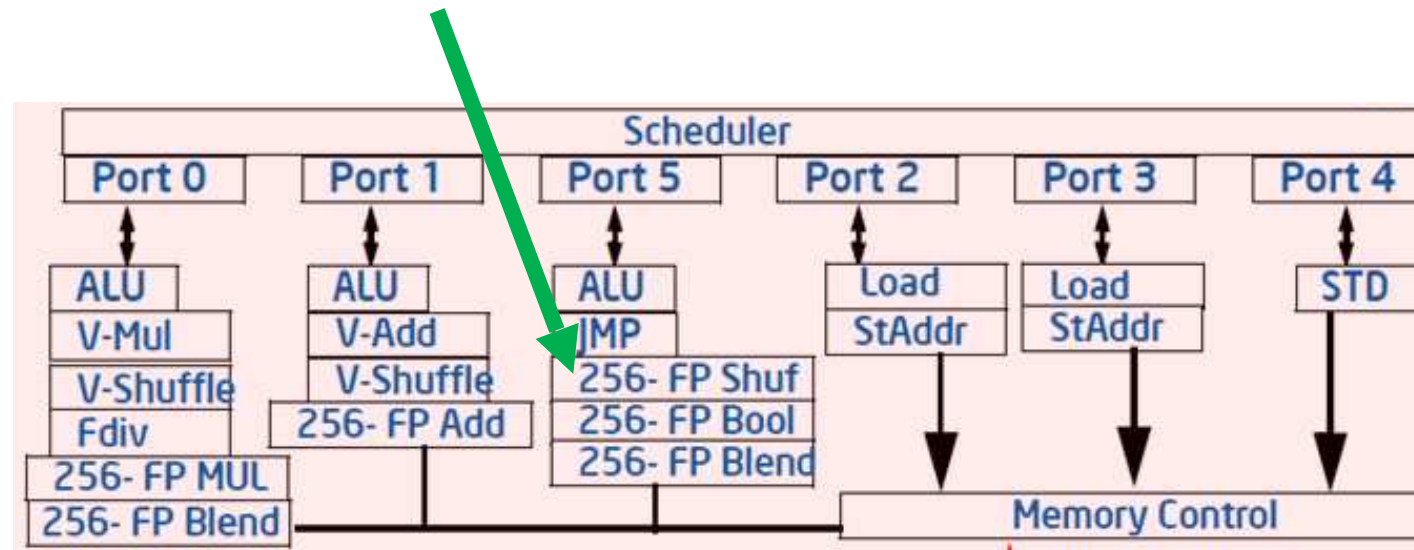 Scheduler
Port 0
Port 1
Port 5
Port 2
Port 3
Port 4
ALU
V-Mul
V-Shuffle
Fdiv
256- FP MUL
256- FP Blend
ALU
V-Add
V-Shuffle
256- FP Add
ALU
JMP
256- FP Shuf
256- FP Bool
256- FP Blend
Load
StAddr
Load
StAddr
STD
Memory Control